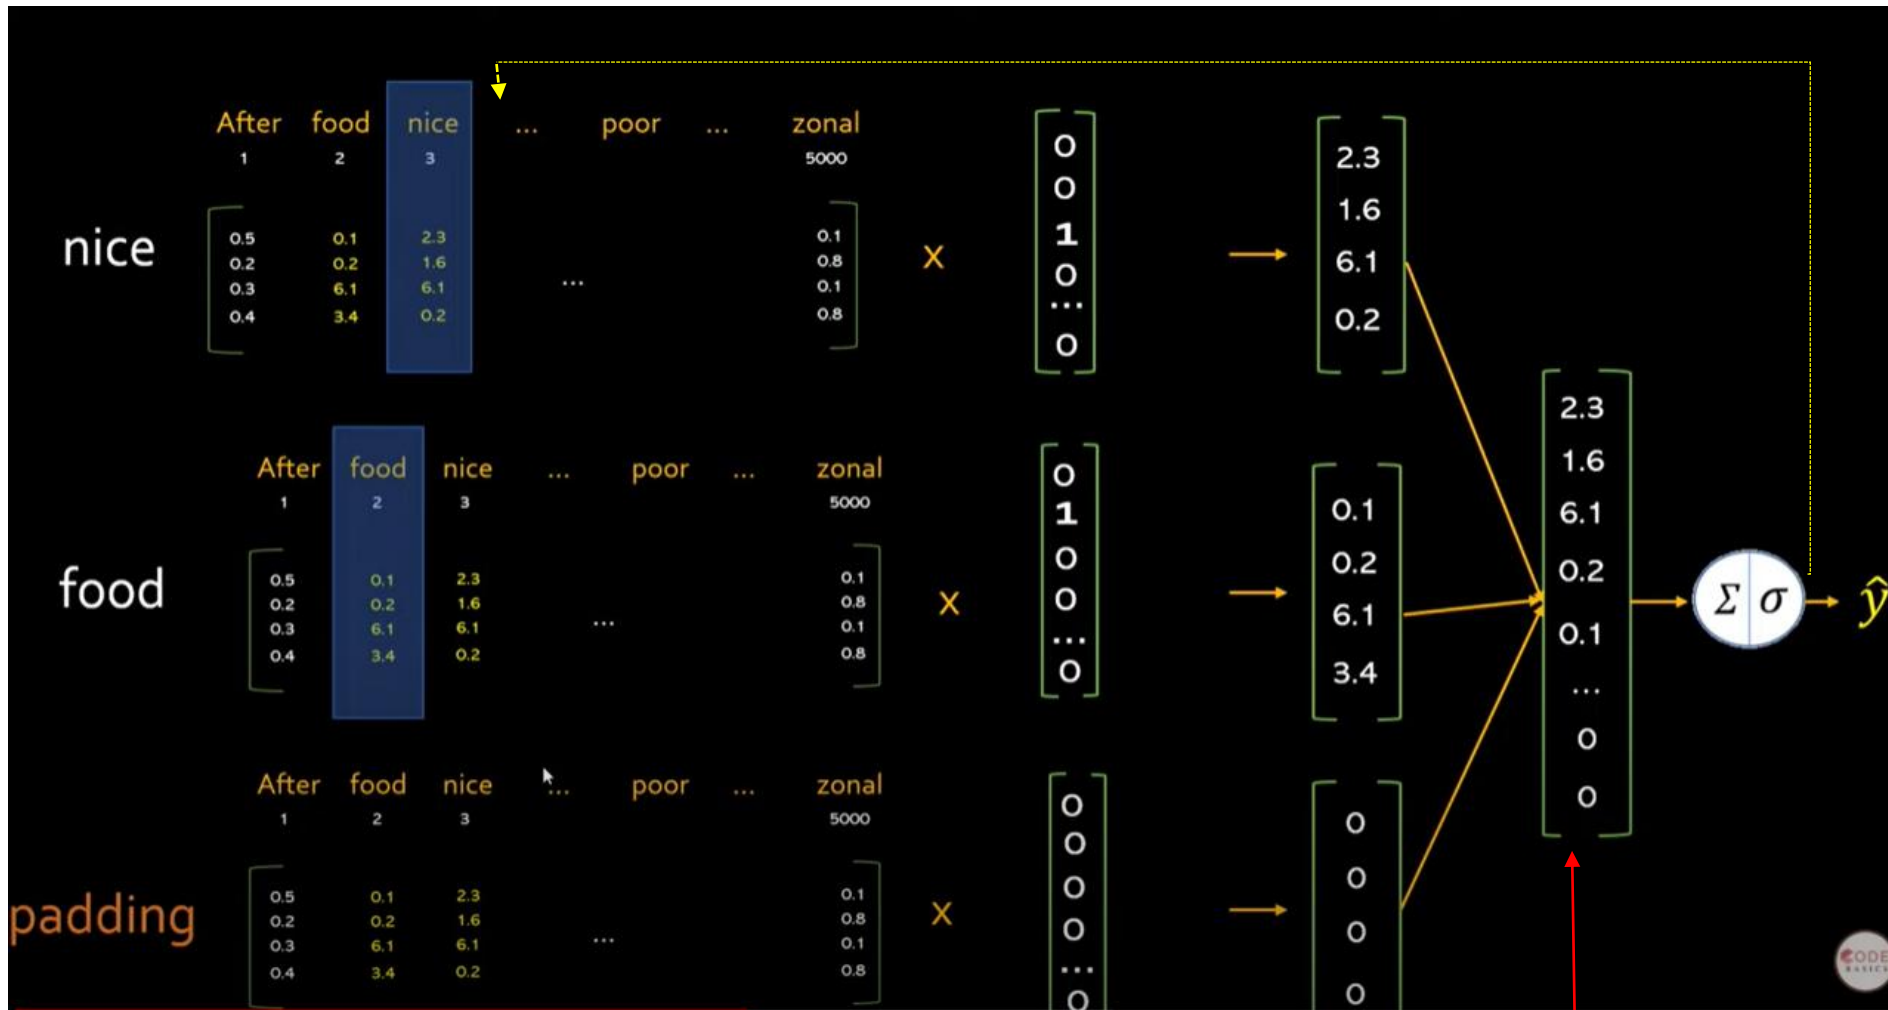 After food nice ... poor ... zonal
1 2 3 5000
nice
0.5 0.1 2.3 0.1
0.2 0.2 1.6 0.8
0.3 6.1 6.1 ... 0.1
0.4 3.4 0.2 0.8
x
0
0
1
0
...
0
2.3
1.6
6.1
0.2
After food nice ... poor ... zonal
1 2 3 5000
food
0.5 0.1 2.3 0.1
0.2 0.2 1.6 0.8
0.3 6.1 6.1 ... 0.1
0.4 3.4 0.2 0.8
x
0
1
0
0
...
0
0.1
0.2
6.1
3.4
After food nice ... poor ... zonal
1 2 3 5000
padding
0.5 0.1 2.3 0.1
0.2 0.2 1.6 0.8
0.3 6.1 6.1 ... 0.1
0.4 3.4 0.2 0.8
x
0
0
0
0
...
0
0
0
0
0
2.3
1.6
6.1
0.2
0.1
...
0
0
Σ σ
ŷ
CODE
BASICS